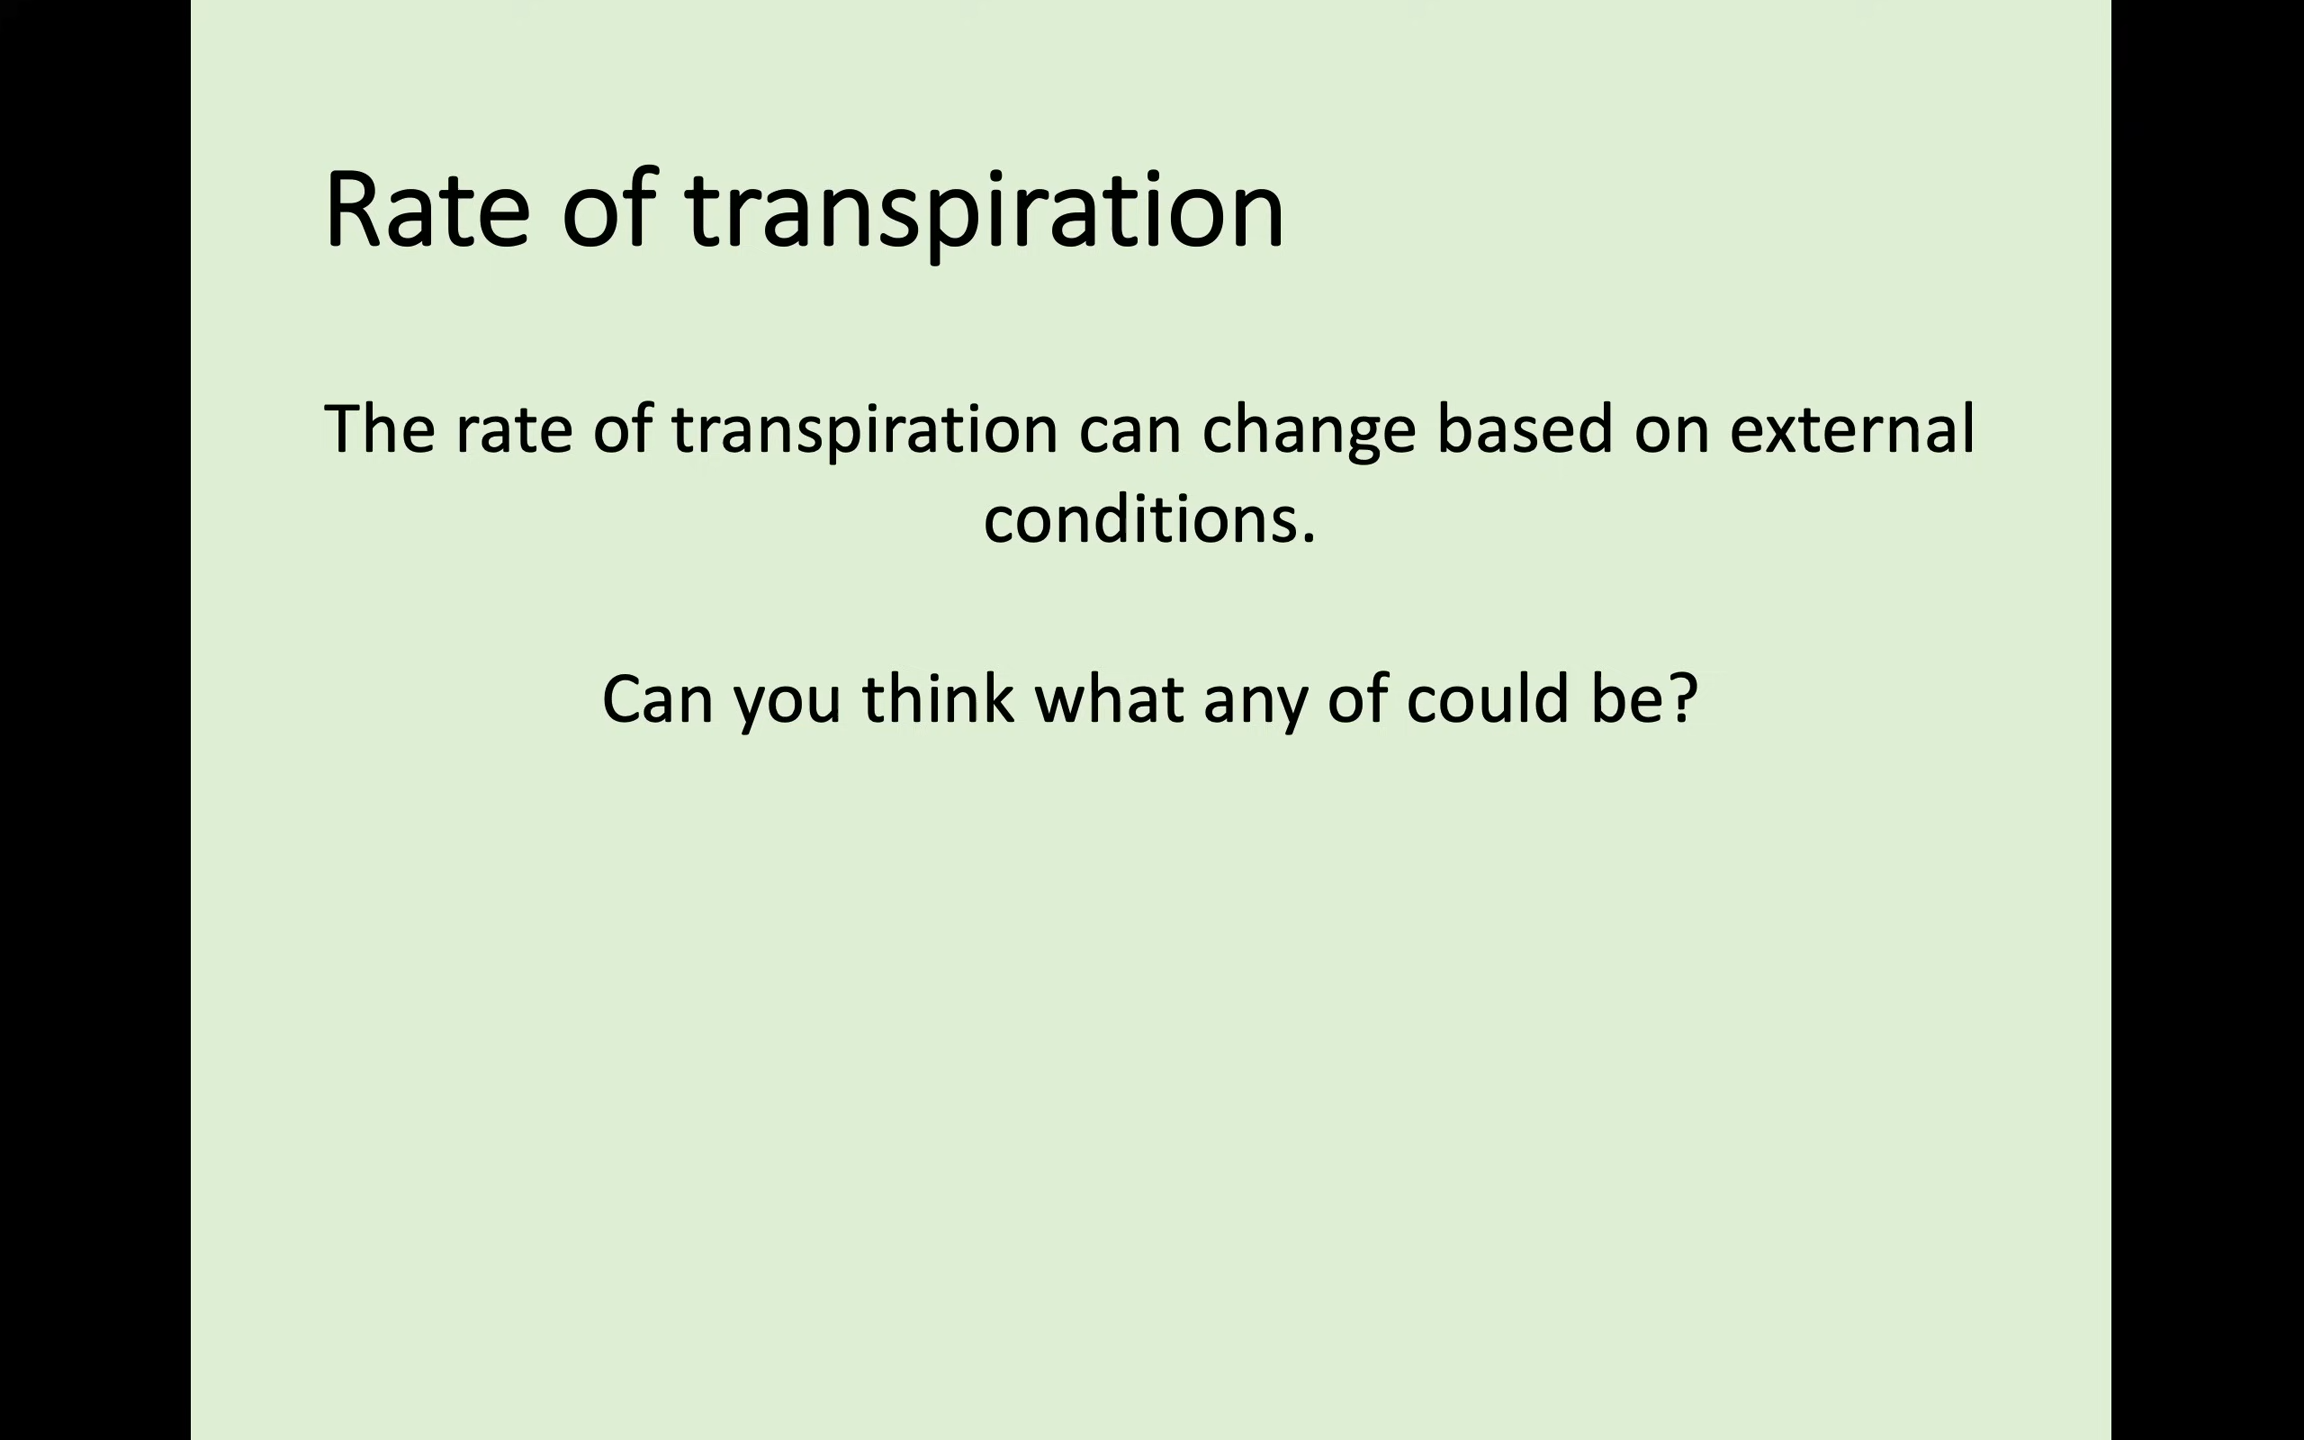 Rate of transpiration
The rate of transpiration can change based on external
conditions.
Can you think what any of could be?